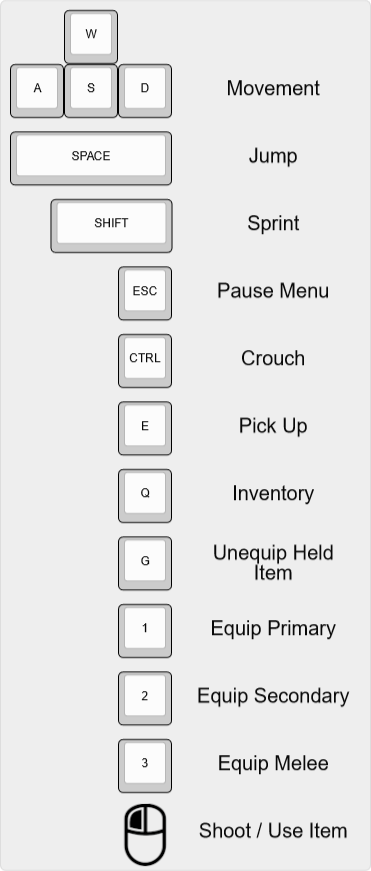 W
A S D Movement
SPACE Jump
SHIFT Sprint
ESC Pause Menu
CTRL Crouch
E Pick Up
Q Inventory
G Unequip Held
Item
1 Equip Primary
2 Equip Secondary
3 Equip Melee
Shoot / Use Item